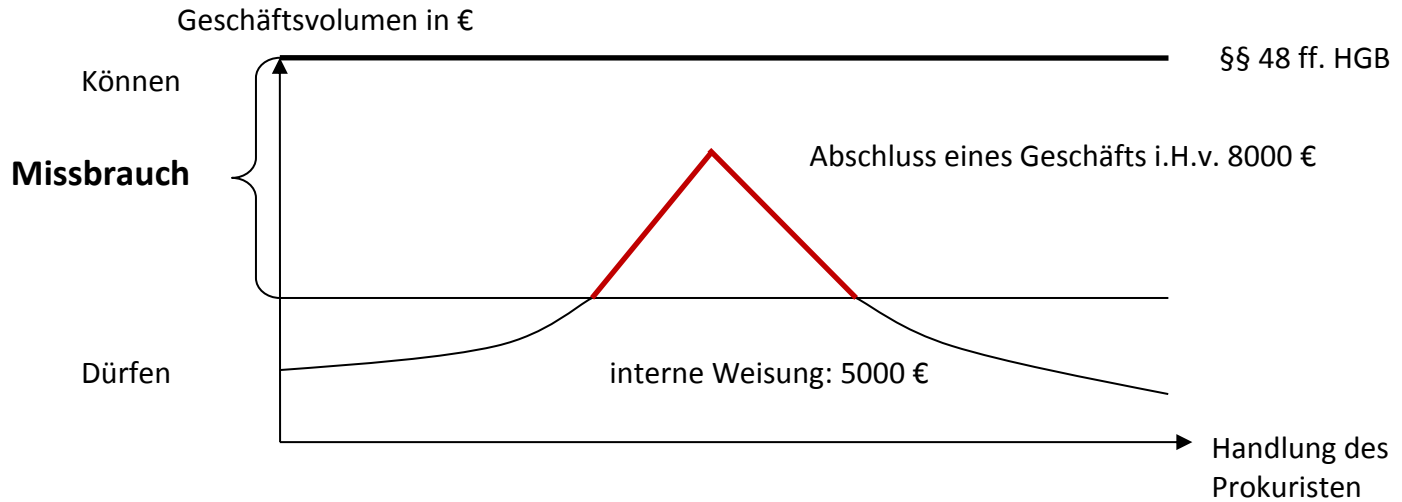 Geschäftsvolumen in €
§§ 48 ff. HGB
Können
Abschluss eines Geschäfts i.H.v. 8000 €
Missbrauch
Dürfen
interne Weisung: 5000 €
Handlung des
Prokuristen